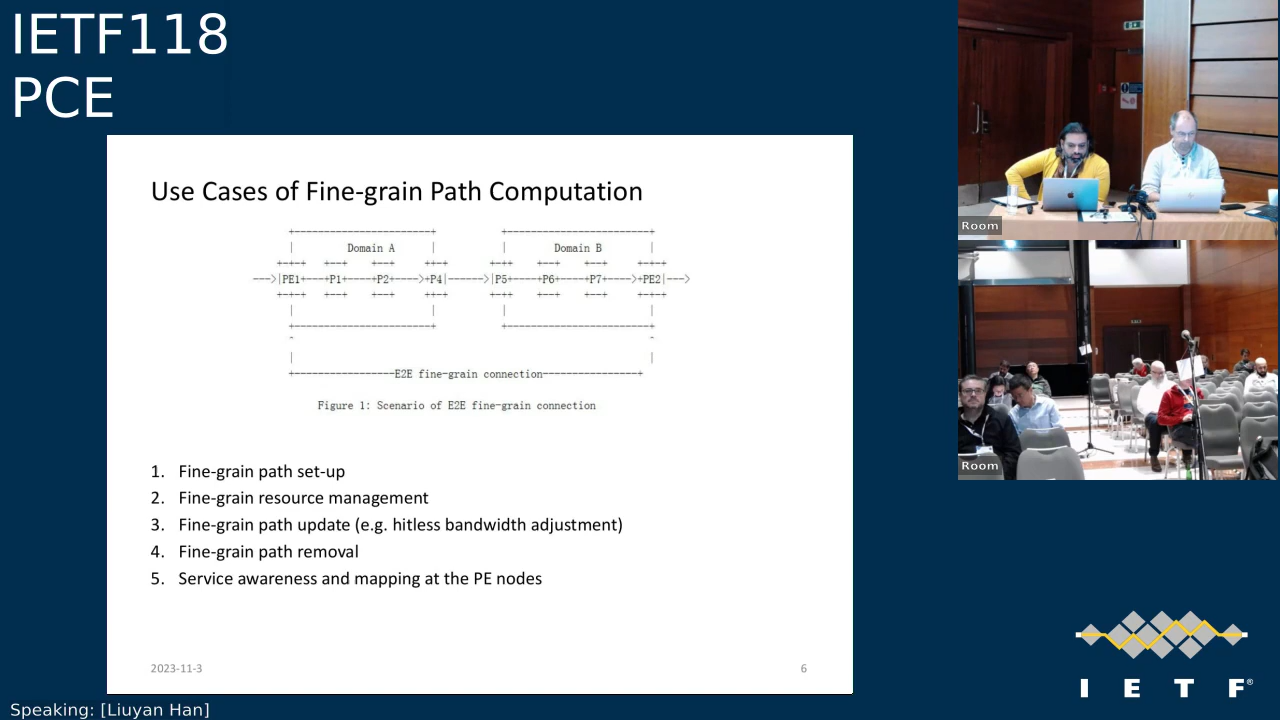 IETF118
PCE
Use Cases of Fine-grain Path Computation
+------------------------+ +------------------------+
| Domain A | | Domain B |
+-+-+ +--+ +--+ ++-+ +-++ +--+ +--+ +-+-+
--->|PE1+---+P1+----+P2+---->+P4|------>|P5+----+P6+----+P7+---->+PE2|--->
+-+-+ +--+ +--+ ++-+ +-++ +--+ +--+ +-+-+
| | | |
+------------------------+ +------------------------+
- -
| |
+-----------------E2E fine-grain connection----------------+
Figure 1: Scenario of E2E fine-grain connection
1. Fine-grain path set-up
2. Fine-grain resource management
3. Fine-grain path update (e.g. hitless bandwidth adjustment)
4. Fine-grain path removal
5. Service awareness and mapping at the PE nodes
2023-11-3 6
Room
Room
I E T F®
Speaking: [Liuyan Han]